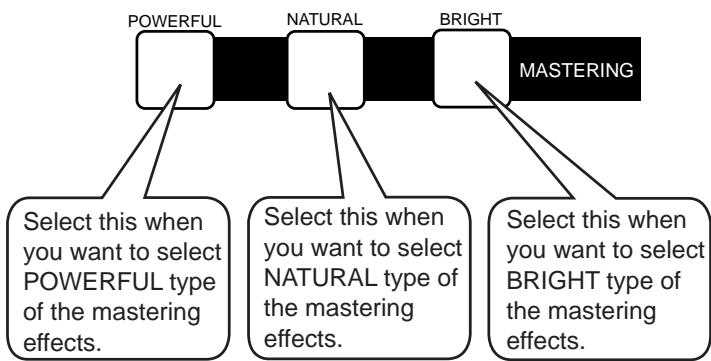 POWERFUL NATURAL BRIGHT
MASTERING
Select this when
you want to select
POWERFUL type
of the mastering
effects.
Select this when
you want to select
NATURAL type of
the mastering
effects.
Select this when
you want to select
BRIGHT type of
the mastering
effects.